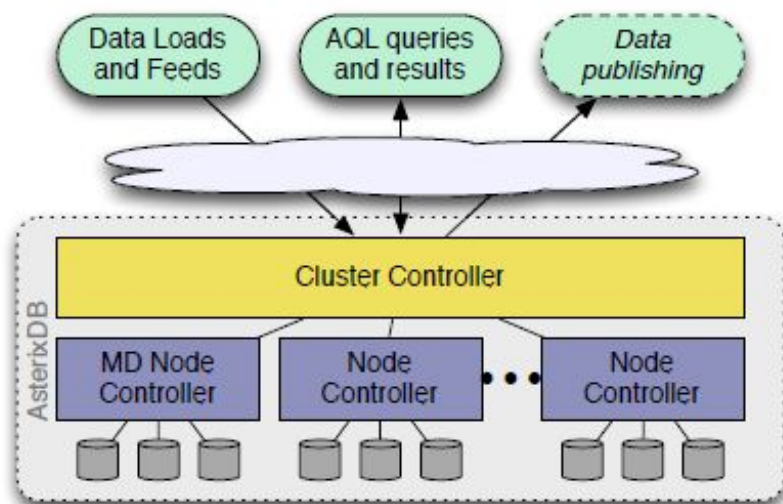 Data Loads
and Feeds
AQL queries
and results
Data
publishing
Cluster Controller
AsterixDB
MD Node
Controller
Node
Controller
Node
Controller